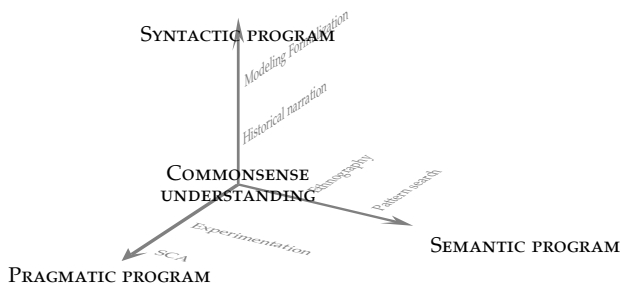 SYNTACTIC PROGRAM
Modeling Formalization
Historical narration
COMMONSENSE
UNDERSTANDING
Ethnography
Pattern search
Experimentation
SCA
SEMANTIC PROGRAM
PRAGMATIC PROGRAM